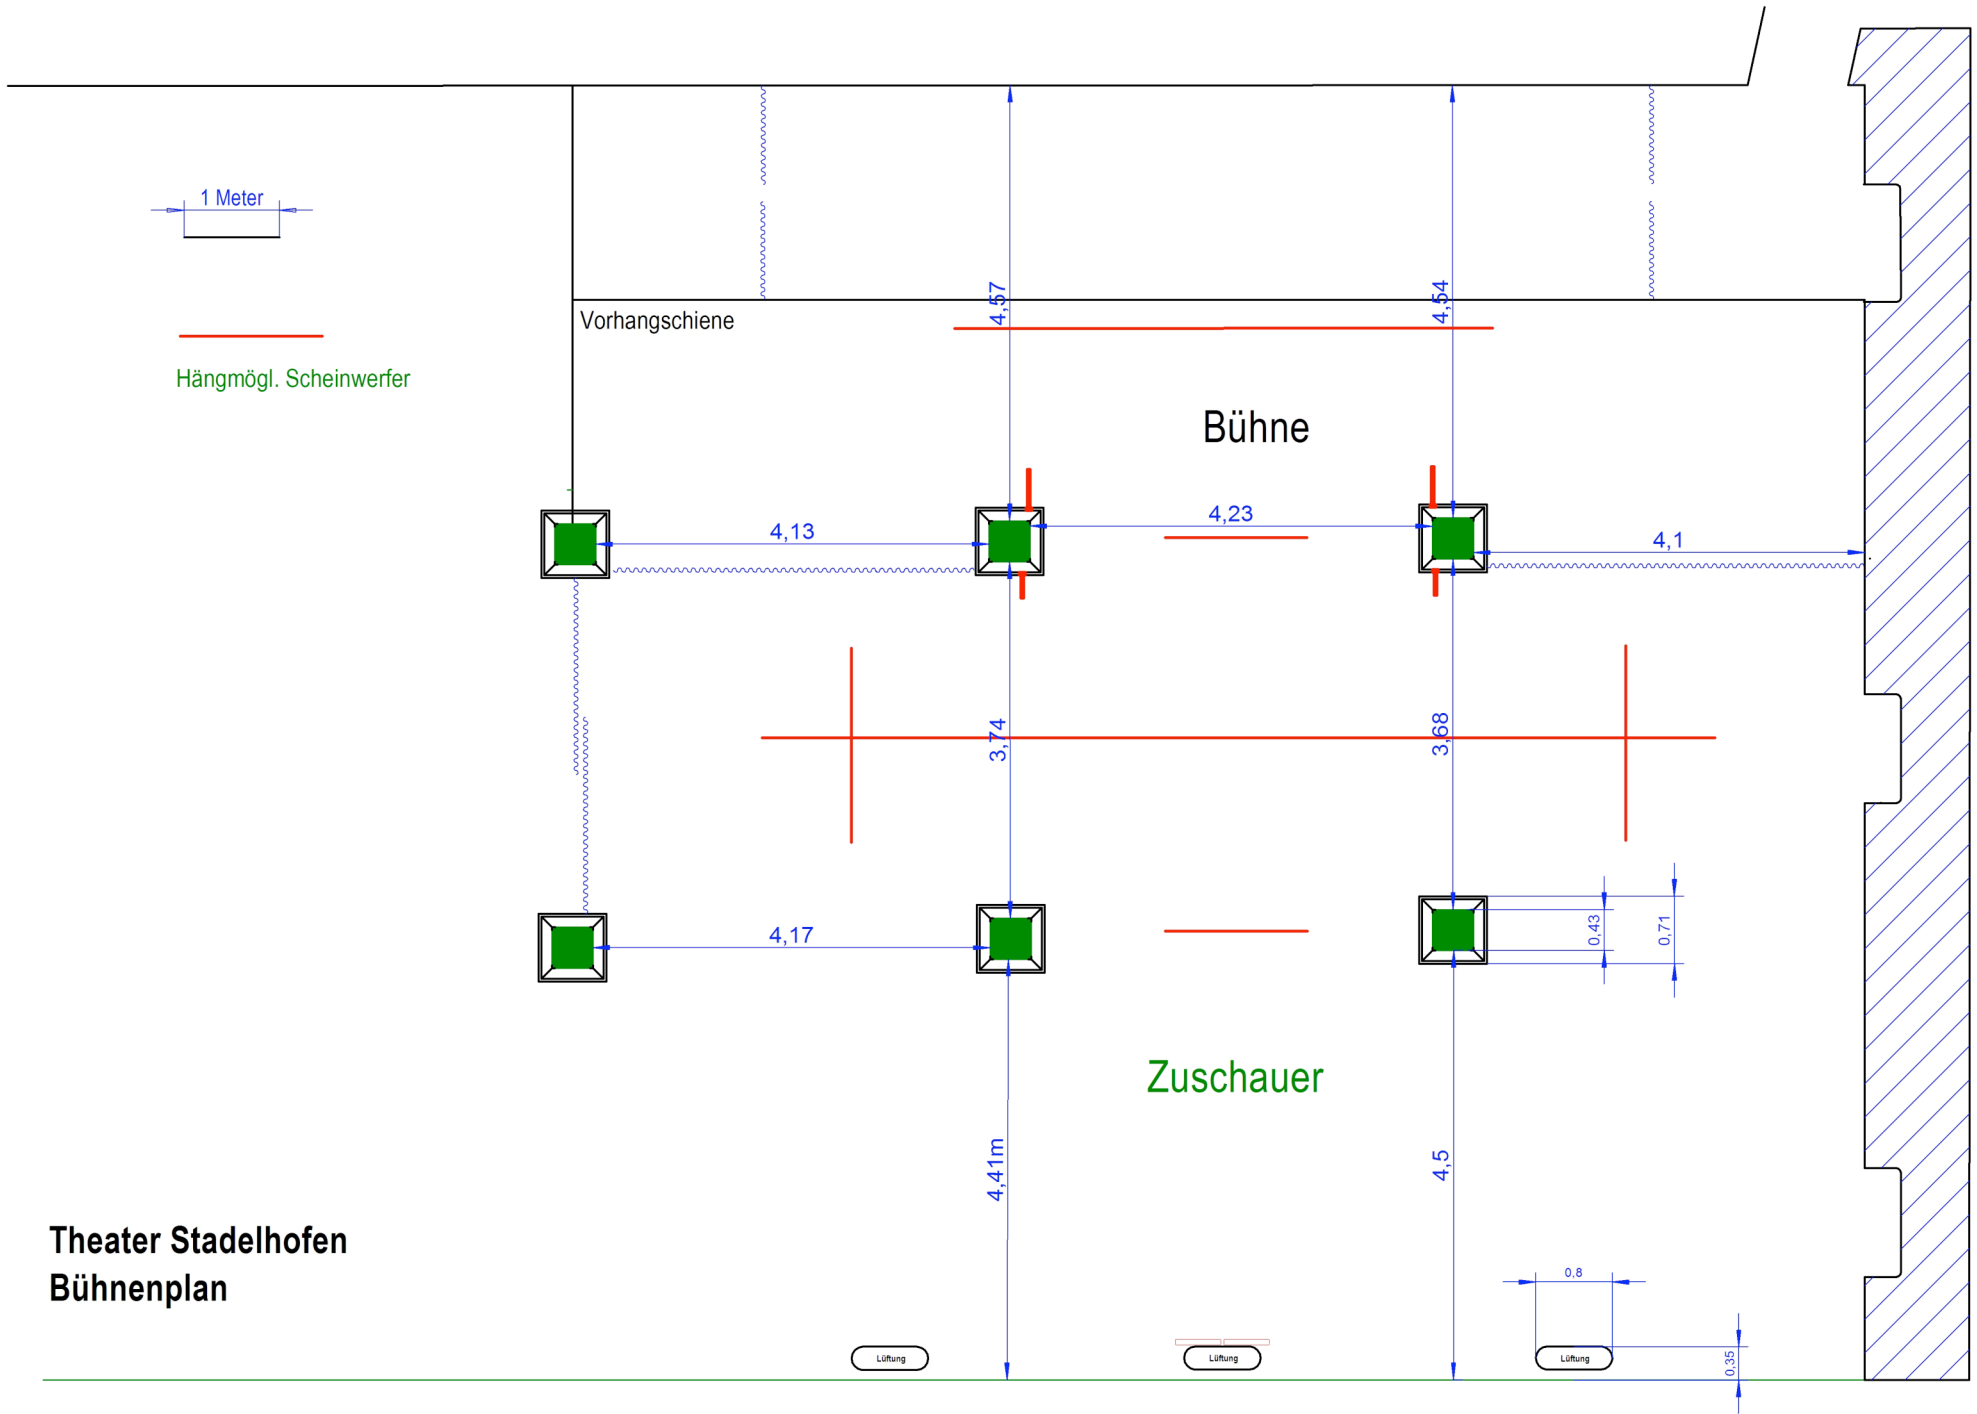 1 Meter
4,57
4,54
Vorhangschiene
Hängmögl. Scheinwerfer
Bühne
4,13
4,23
4,1
3,74
3,68
4,17
0,43
0,71
Zuschauer
4,41m
4,5
Theater Stadelhofen
Bühnenplan
0,8
Lüftung
Lüftung
Lüftung
0,35